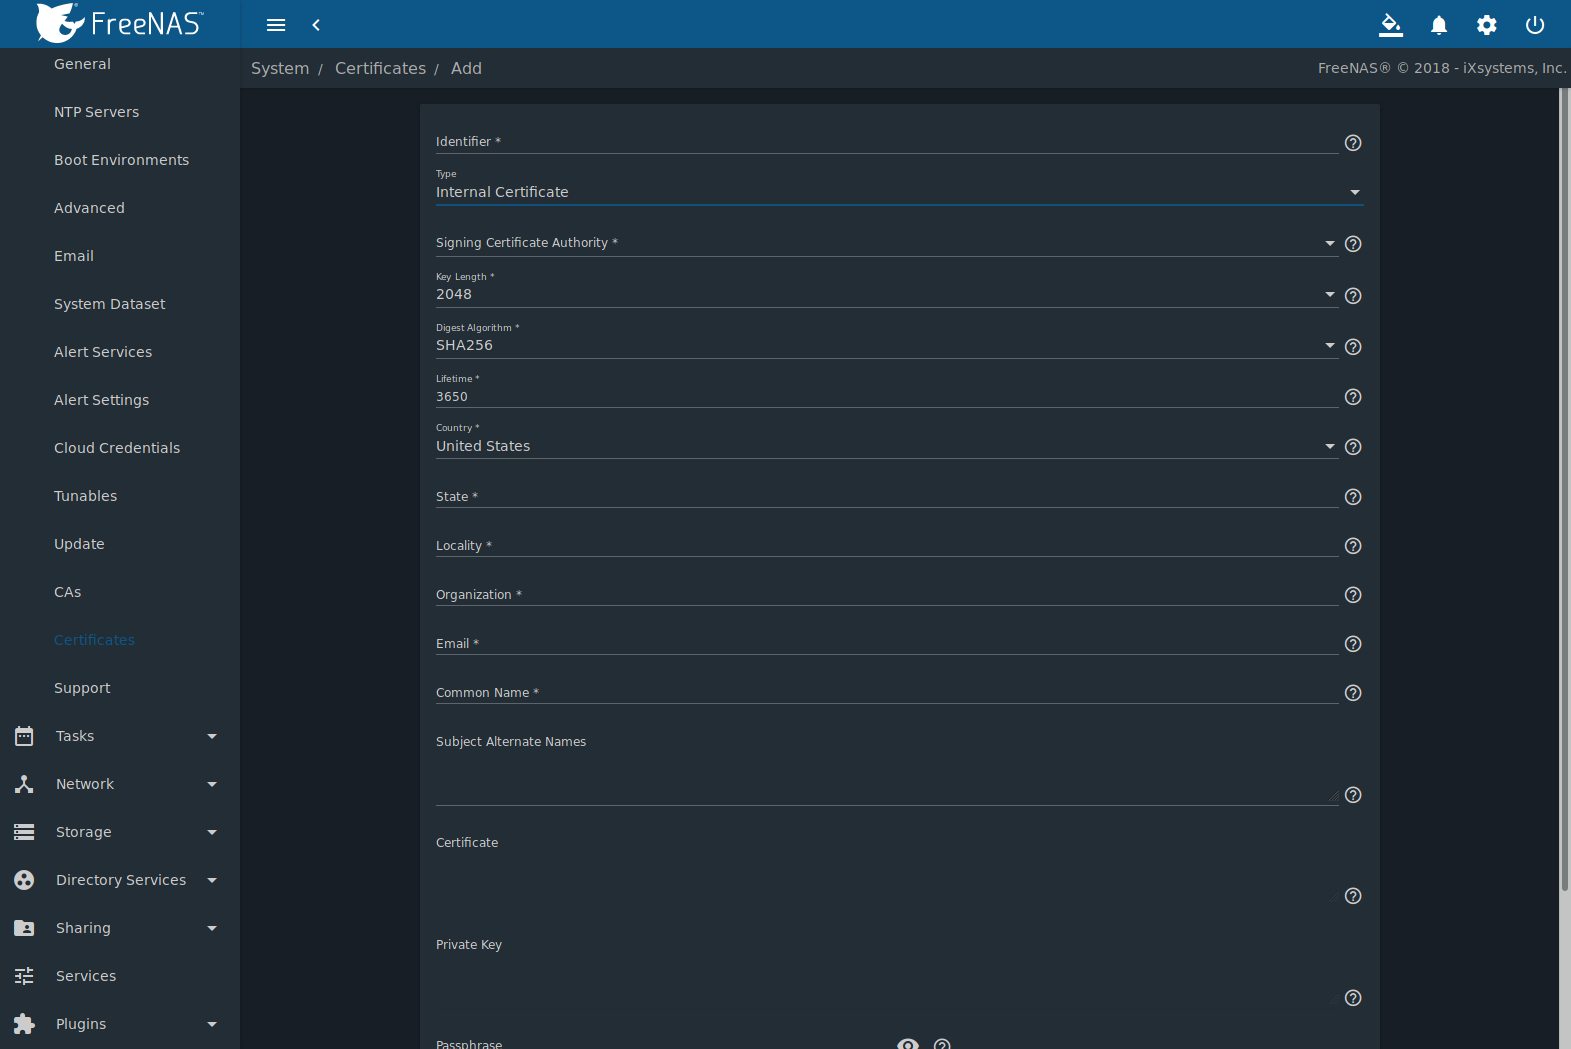 FreeNAS™
General
NTP Servers
Boot Environments
Advanced
Email
System Dataset
Alert Services
Alert Settings
Cloud Credentials
Tunables
Update
CAs
Certificates
Support
Tasks
Network
Storage
Directory Services
Sharing
Services
Plugins
System / Certificates / Add
FreeNAS® © 2018 - iXsystems, Inc.
Identifier *
Type
Internal Certificate
Signing Certificate Authority *
Key Length *
2048
Digest Algorithm *
SHA256
Lifetime *
3650
Country *
United States
State *
Locality *
Organization *
Email *
Common Name *
Subject Alternate Names
Certificate
Private Key
Passphrase